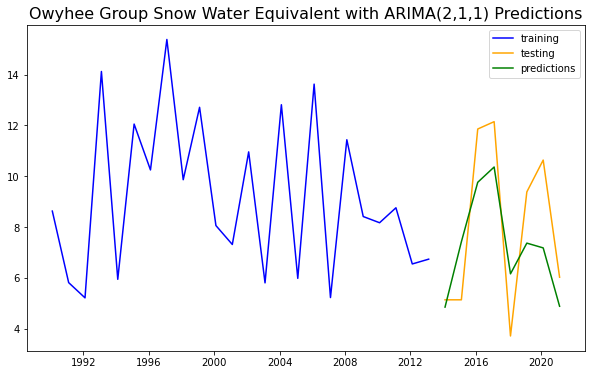 Owyhee Group Snow Water Equivalent with ARIMA(2,1,1) Predictions
training
testing
predictions
14
12
10
8
6
4
1992 1996 2000 2004 2008 2012 2016 2020